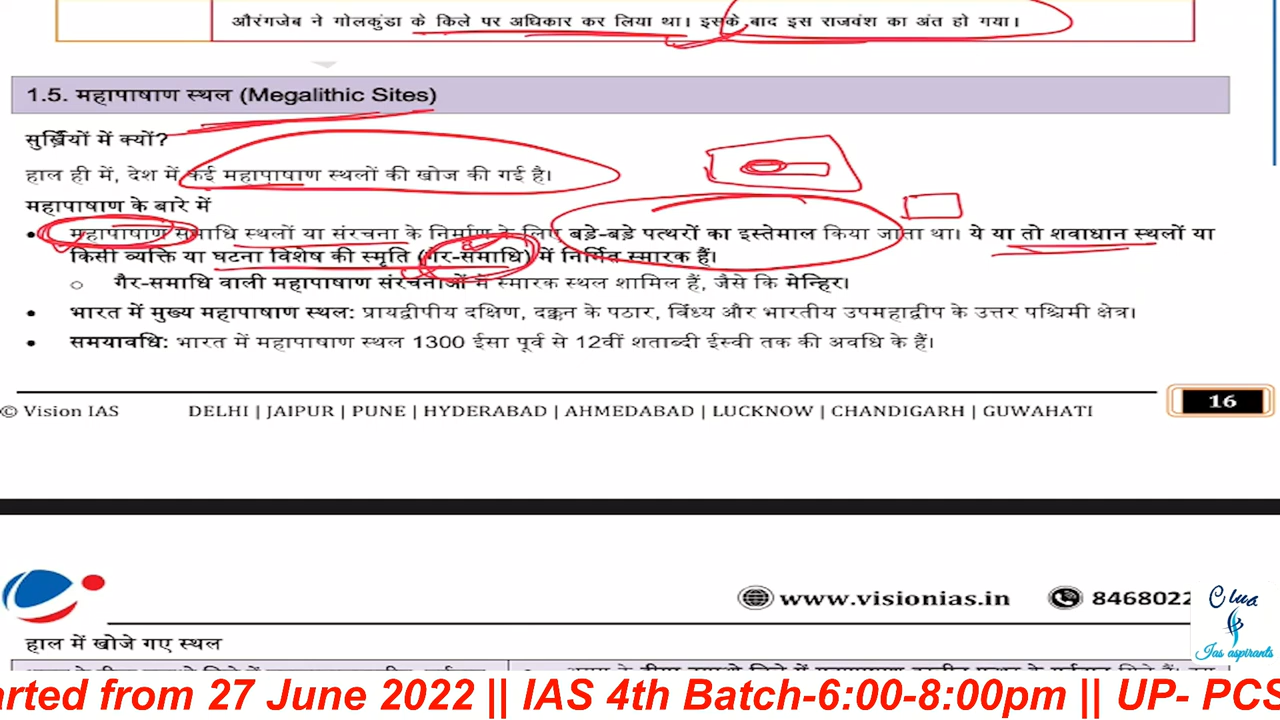 औरंगजेब ने गोलकुंडा के किले पर अधिकार कर लिया था। इसके बाद इस राजवंश का अंत हो गया।
1.5. महापाषाण स्थल (Megalithic Sites)
सुर्ख़ियों में क्यों?
हाल ही में, देश में कई महापाषाण स्थलों की खोज की गई है।
महापाषाण के बारे में
• महापाषाण समाधि स्थलों या संरचना के निर्माण के लिए बड़े-बड़े पत्थरों का इस्तेमाल किया जाता था। ये या तो शवाधान स्थलों या
किसी व्यक्ति या घटना विशेष की स्मृति (गैर-समाधि) में निर्मित स्मारक हैं।
○ गैर-समाधि वाली महापाषाण संरचनाओं में स्मारक स्थल शामिल हैं, जैसे कि मेन्हिर।
• भारत में मुख्य महापाषाण स्थल: प्रायद्वीपीय दक्षिण, दक्कन के पठार, विंध्य और भारतीय उपमहाद्वीप के उत्तर पश्चिमी क्षेत्र।
• समयावधि: भारत में महापाषाण स्थल 1300 ईसा पूर्व से 12वीं शताब्दी ईस्वी तक की अवधि के हैं।
© Vision IAS DELHI | JAIPUR | PUNE | HYDERABAD | AHMEDABAD | LUCKNOW | CHANDIGARH | GUWAHATI 16
www.visionias.in 8468022
Ias aspirants
हाल में खोजे गए स्थल
arted from 27 June 2022 || IAS 4th Batch-6:00-8:00pm || UP- PCS